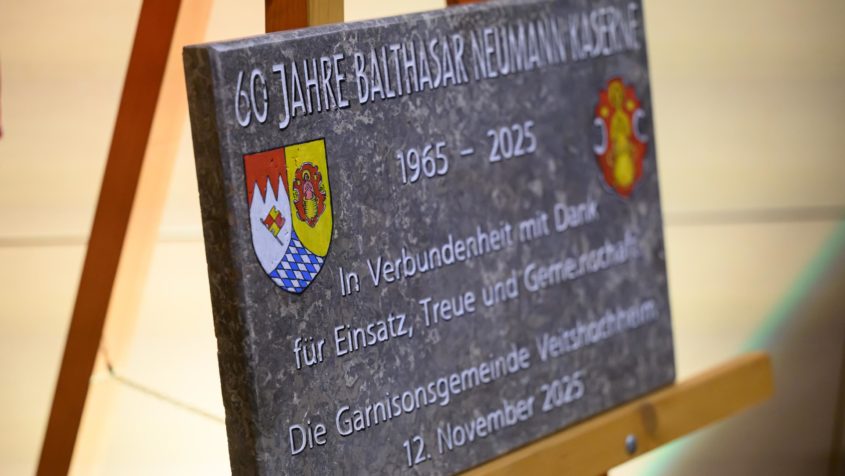 60 JAHRE BALTHASAR NEUMANN KASERNE
1965 – 2025
In Verbundenheit mit Dank
für Einsatz, Treue und Gemeinschaft
Die Garnisonsgemeinde Veitshöchheim
12. November 2025